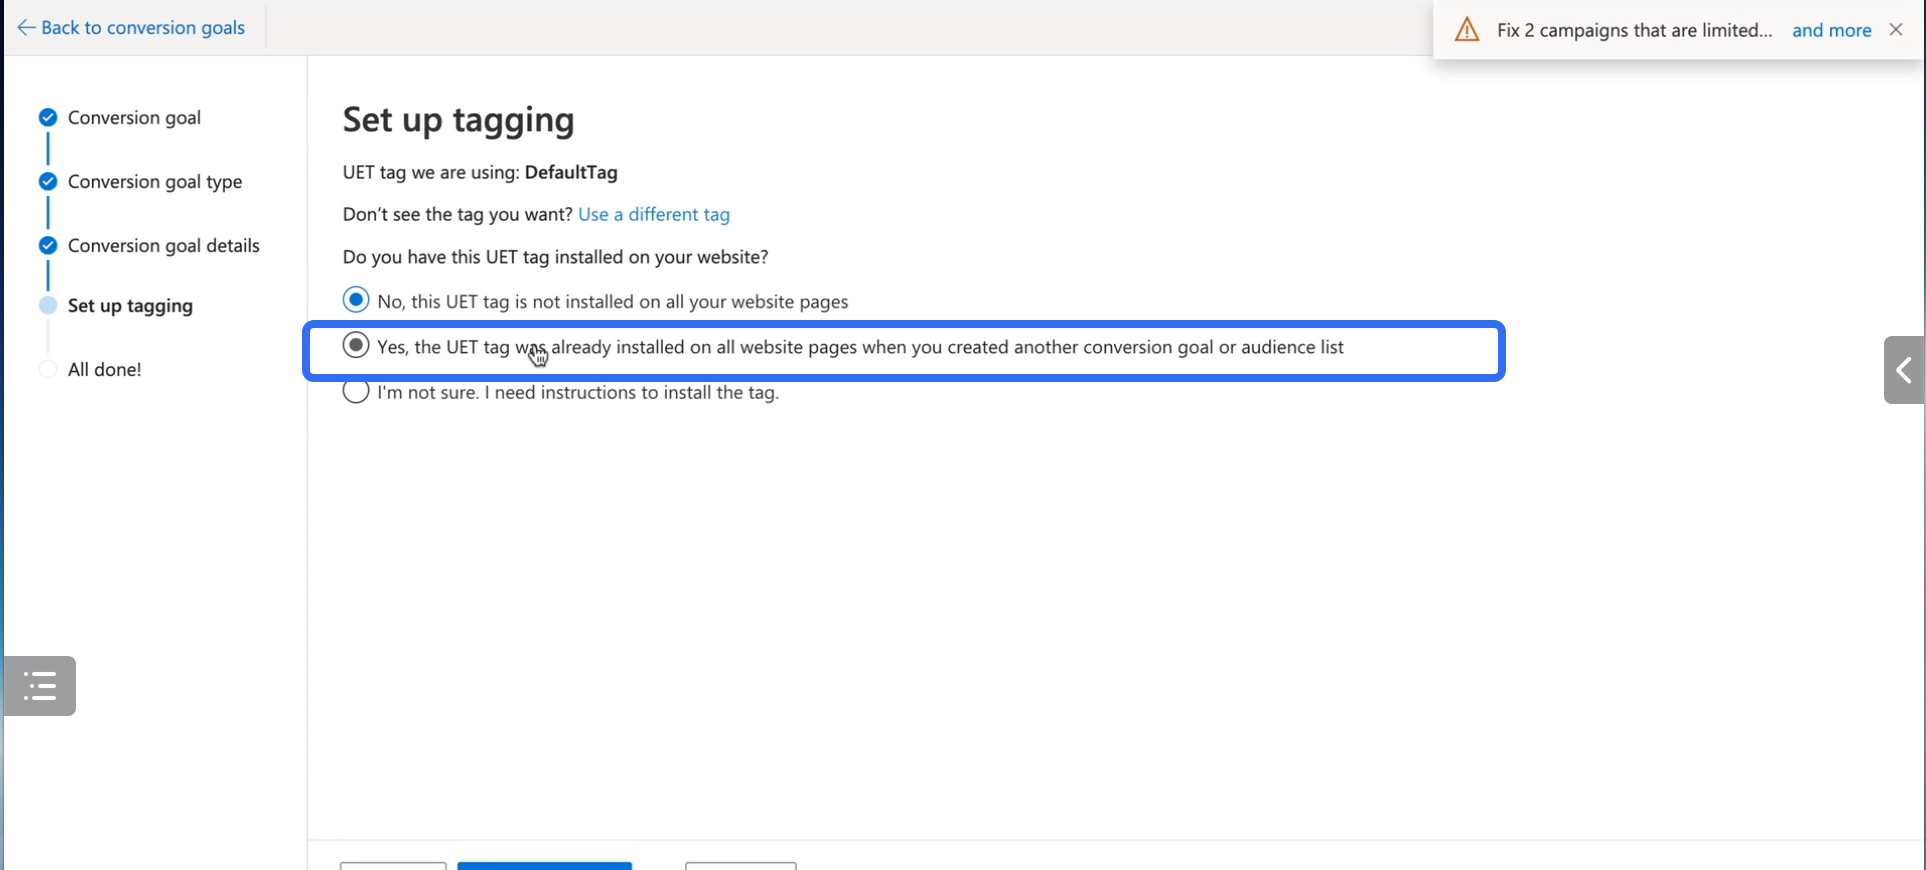 Back to conversion goals
Fix 2 campaigns that are limited... and more
Conversion goal
Conversion goal type
Conversion goal details
Set up tagging
All done!
Set up tagging
UET tag we are using: DefaultTag
Don't see the tag you want? Use a different tag
Do you have this UET tag installed on your website?
No, this UET tag is not installed on all your website pages
Yes, the UET tag was already installed on all website pages when you created another conversion goal or audience list
I'm not sure. I need instructions to install the tag.